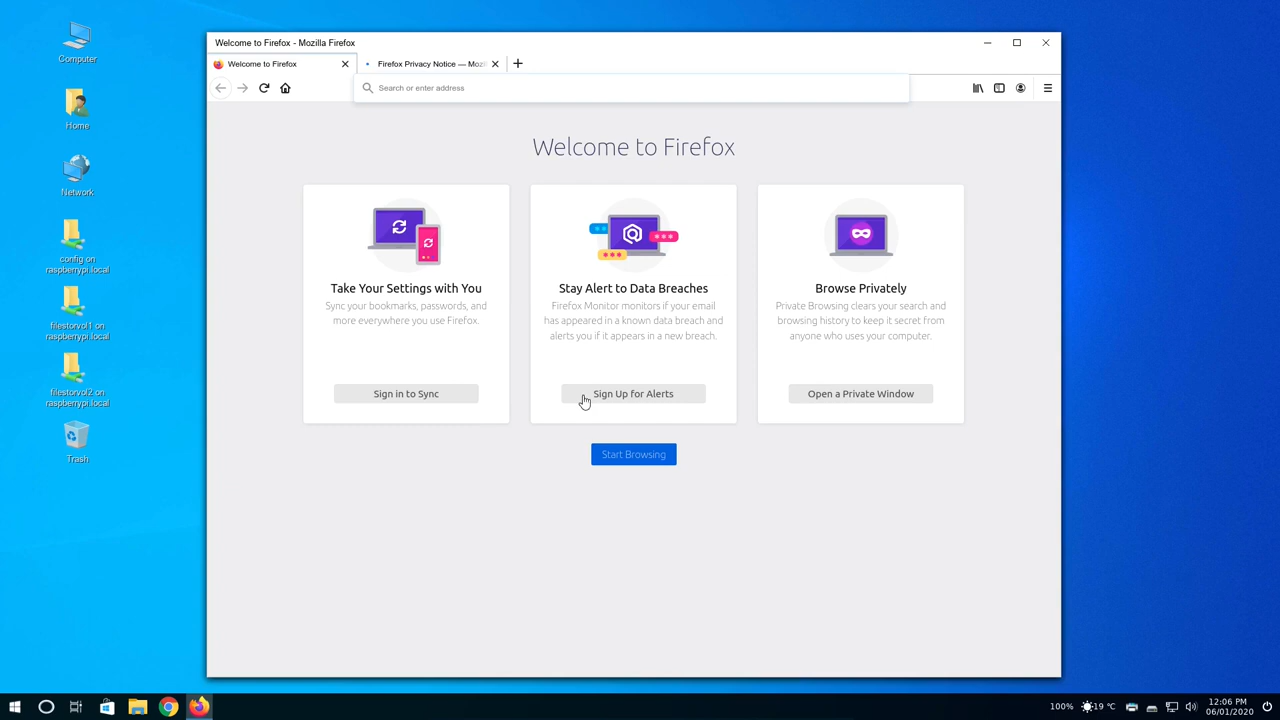 Computer
Home
Network
config on
raspberrypi.local
filestorvol1 on
raspberrypi.local
filestorvol2 on
raspberrypi.local
Trash
Welcome to Firefox - Mozilla Firefox
Welcome to Firefox
Firefox Privacy Notice — Mozi
Search or enter address
Welcome to Firefox
Take Your Settings with You
Sync your bookmarks, passwords, and
more everywhere you use Firefox.
Sign in to Sync
Stay Alert to Data Breaches
Firefox Monitor monitors if your email
has appeared in a known data breach and
alerts you if it appears in a new breach.
Sign Up for Alerts
Browse Privately
Private Browsing clears your search and
browsing history to keep it secret from
anyone who uses your computer.
Open a Private Window
Start Browsing
100%
19 °C
12:06 PM
06/01/2020